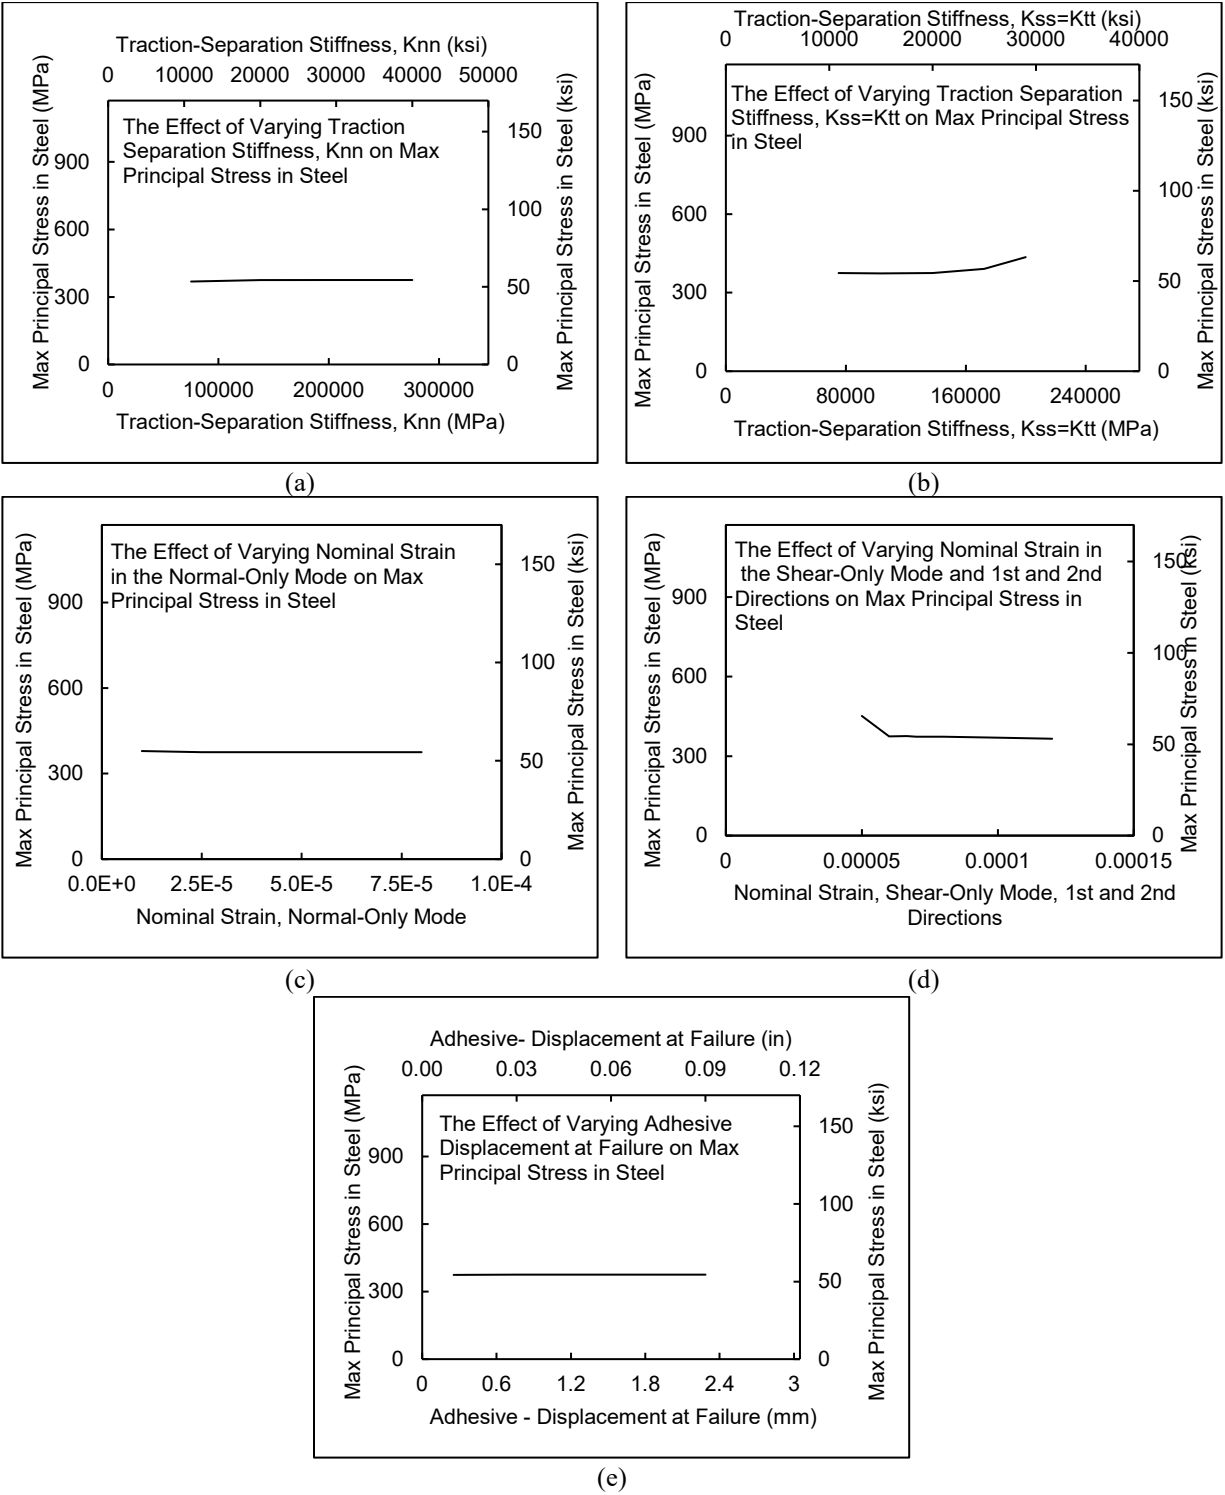 Traction-Separation Stiffness, Knn (ksi)
0 10000 20000 30000 40000 50000
Max Principal Stress in Steel (MPa)
Max Principal Stress in Steel (ksi)
The Effect of Varying Traction
Separation Stiffness, Knn on Max
Principal Stress in Steel
900
600
300
0
150
100
50
0
0 100000 200000 300000
Traction-Separation Stiffness, Knn (MPa)
(a)
Traction-Separation Stiffness, Kss=Ktt (ksi)
0 10000 20000 30000 40000
Max Principal Stress in Steel (MPa)
Max Principal Stress in Steel (ksi)
The Effect of Varying Traction Separation
Stiffness, Kss=Ktt on Max Principal Stress
in Steel
900
600
300
0
150
100
50
0
0 80000 160000 240000
Traction-Separation Stiffness, Kss=Ktt (MPa)
(b)
Max Principal Stress in Steel (MPa)
Max Principal Stress in Steel (ksi)
The Effect of Varying Nominal Strain
in the Normal-Only Mode on Max
Principal Stress in Steel
900
600
300
0
150
100
50
0
0.0E+0 2.5E-5 5.0E-5 7.5E-5 1.0E-4
Nominal Strain, Normal-Only Mode
(c)
Max Principal Stress in Steel (MPa)
Max Principal Stress in Steel (ksi)
The Effect of Varying Nominal Strain in
the Shear-Only Mode and 1st and 2nd
Directions on Max Principal Stress in
Steel
900
600
300
0
150
100
50
0
0 0.00005 0.0001 0.00015
Nominal Strain, Shear-Only Mode, 1st and 2nd
Directions
(d)
Adhesive- Displacement at Failure (in)
0.00 0.03 0.06 0.09 0.12
Max Principal Stress in Steel (MPa)
Max Principal Stress in Steel (ksi)
The Effect of Varying Adhesive
Displacement at Failure on Max
Principal Stress in Steel
900
600
300
0
150
100
50
0
0 0.6 1.2 1.8 2.4 3
Adhesive - Displacement at Failure (mm)
(e)